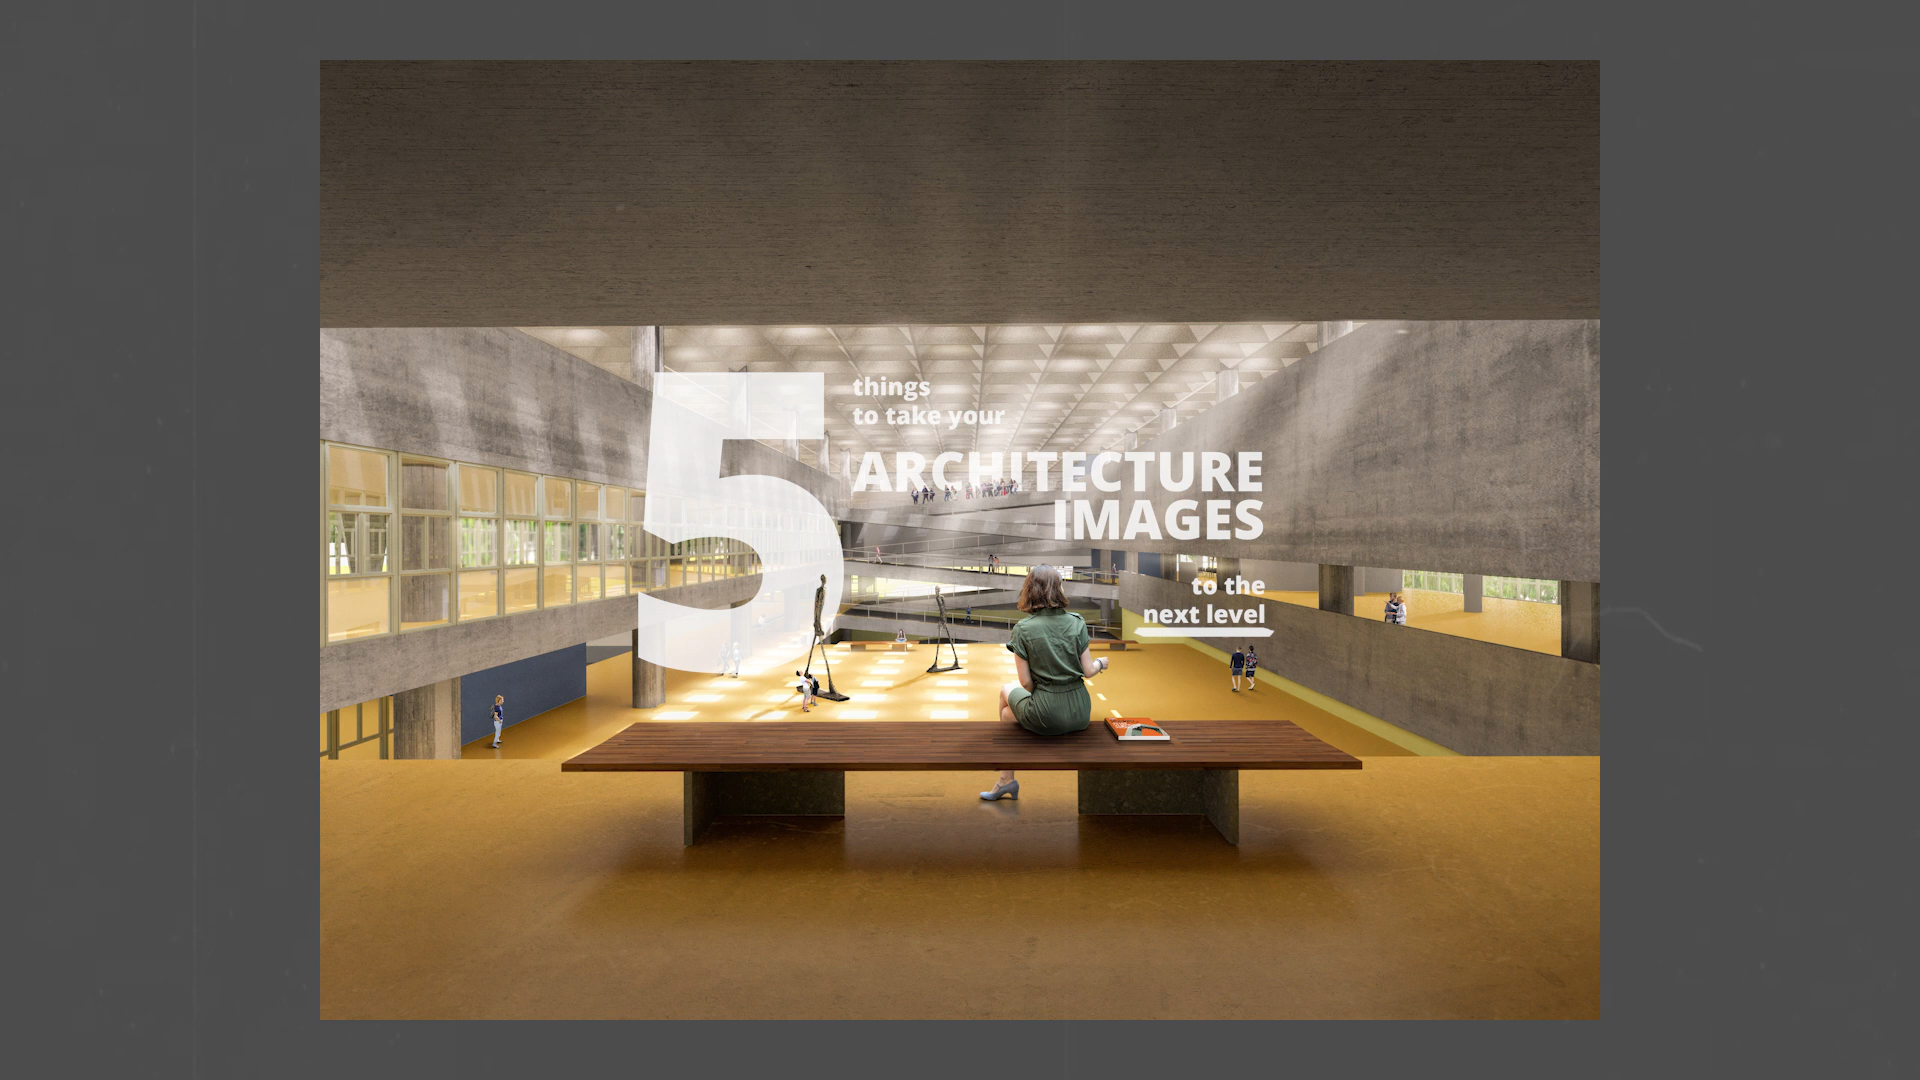 5
things
to take your
ARCHITECTURE
IMAGES
to the
next level